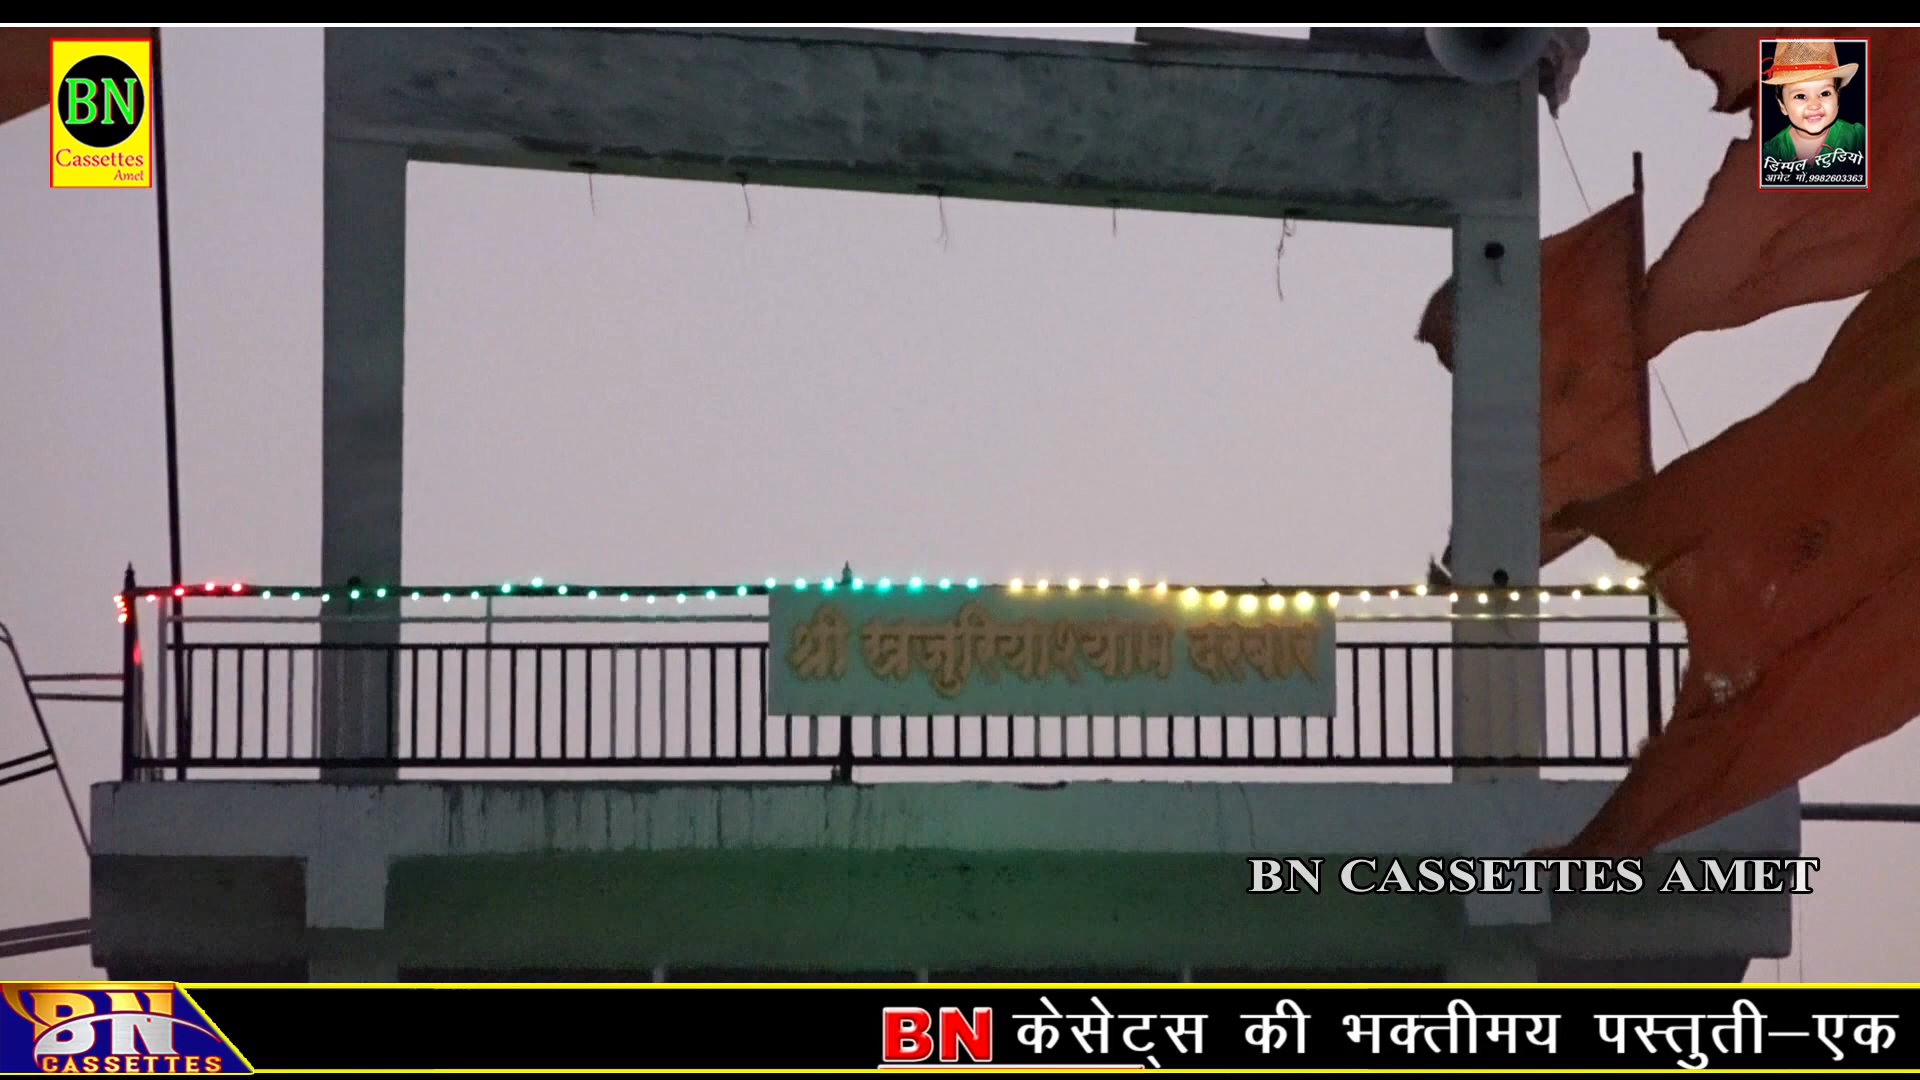 BN
Cassettes
Amet
डिम्पल स्टुडियो
आमेट मो,9982603363
श्री खजुरियाश्याम दरबार
BN CASSETTES AMET
BN
CASSETTES
BN केसेट्स की भक्तीमय पस्तुती–एक